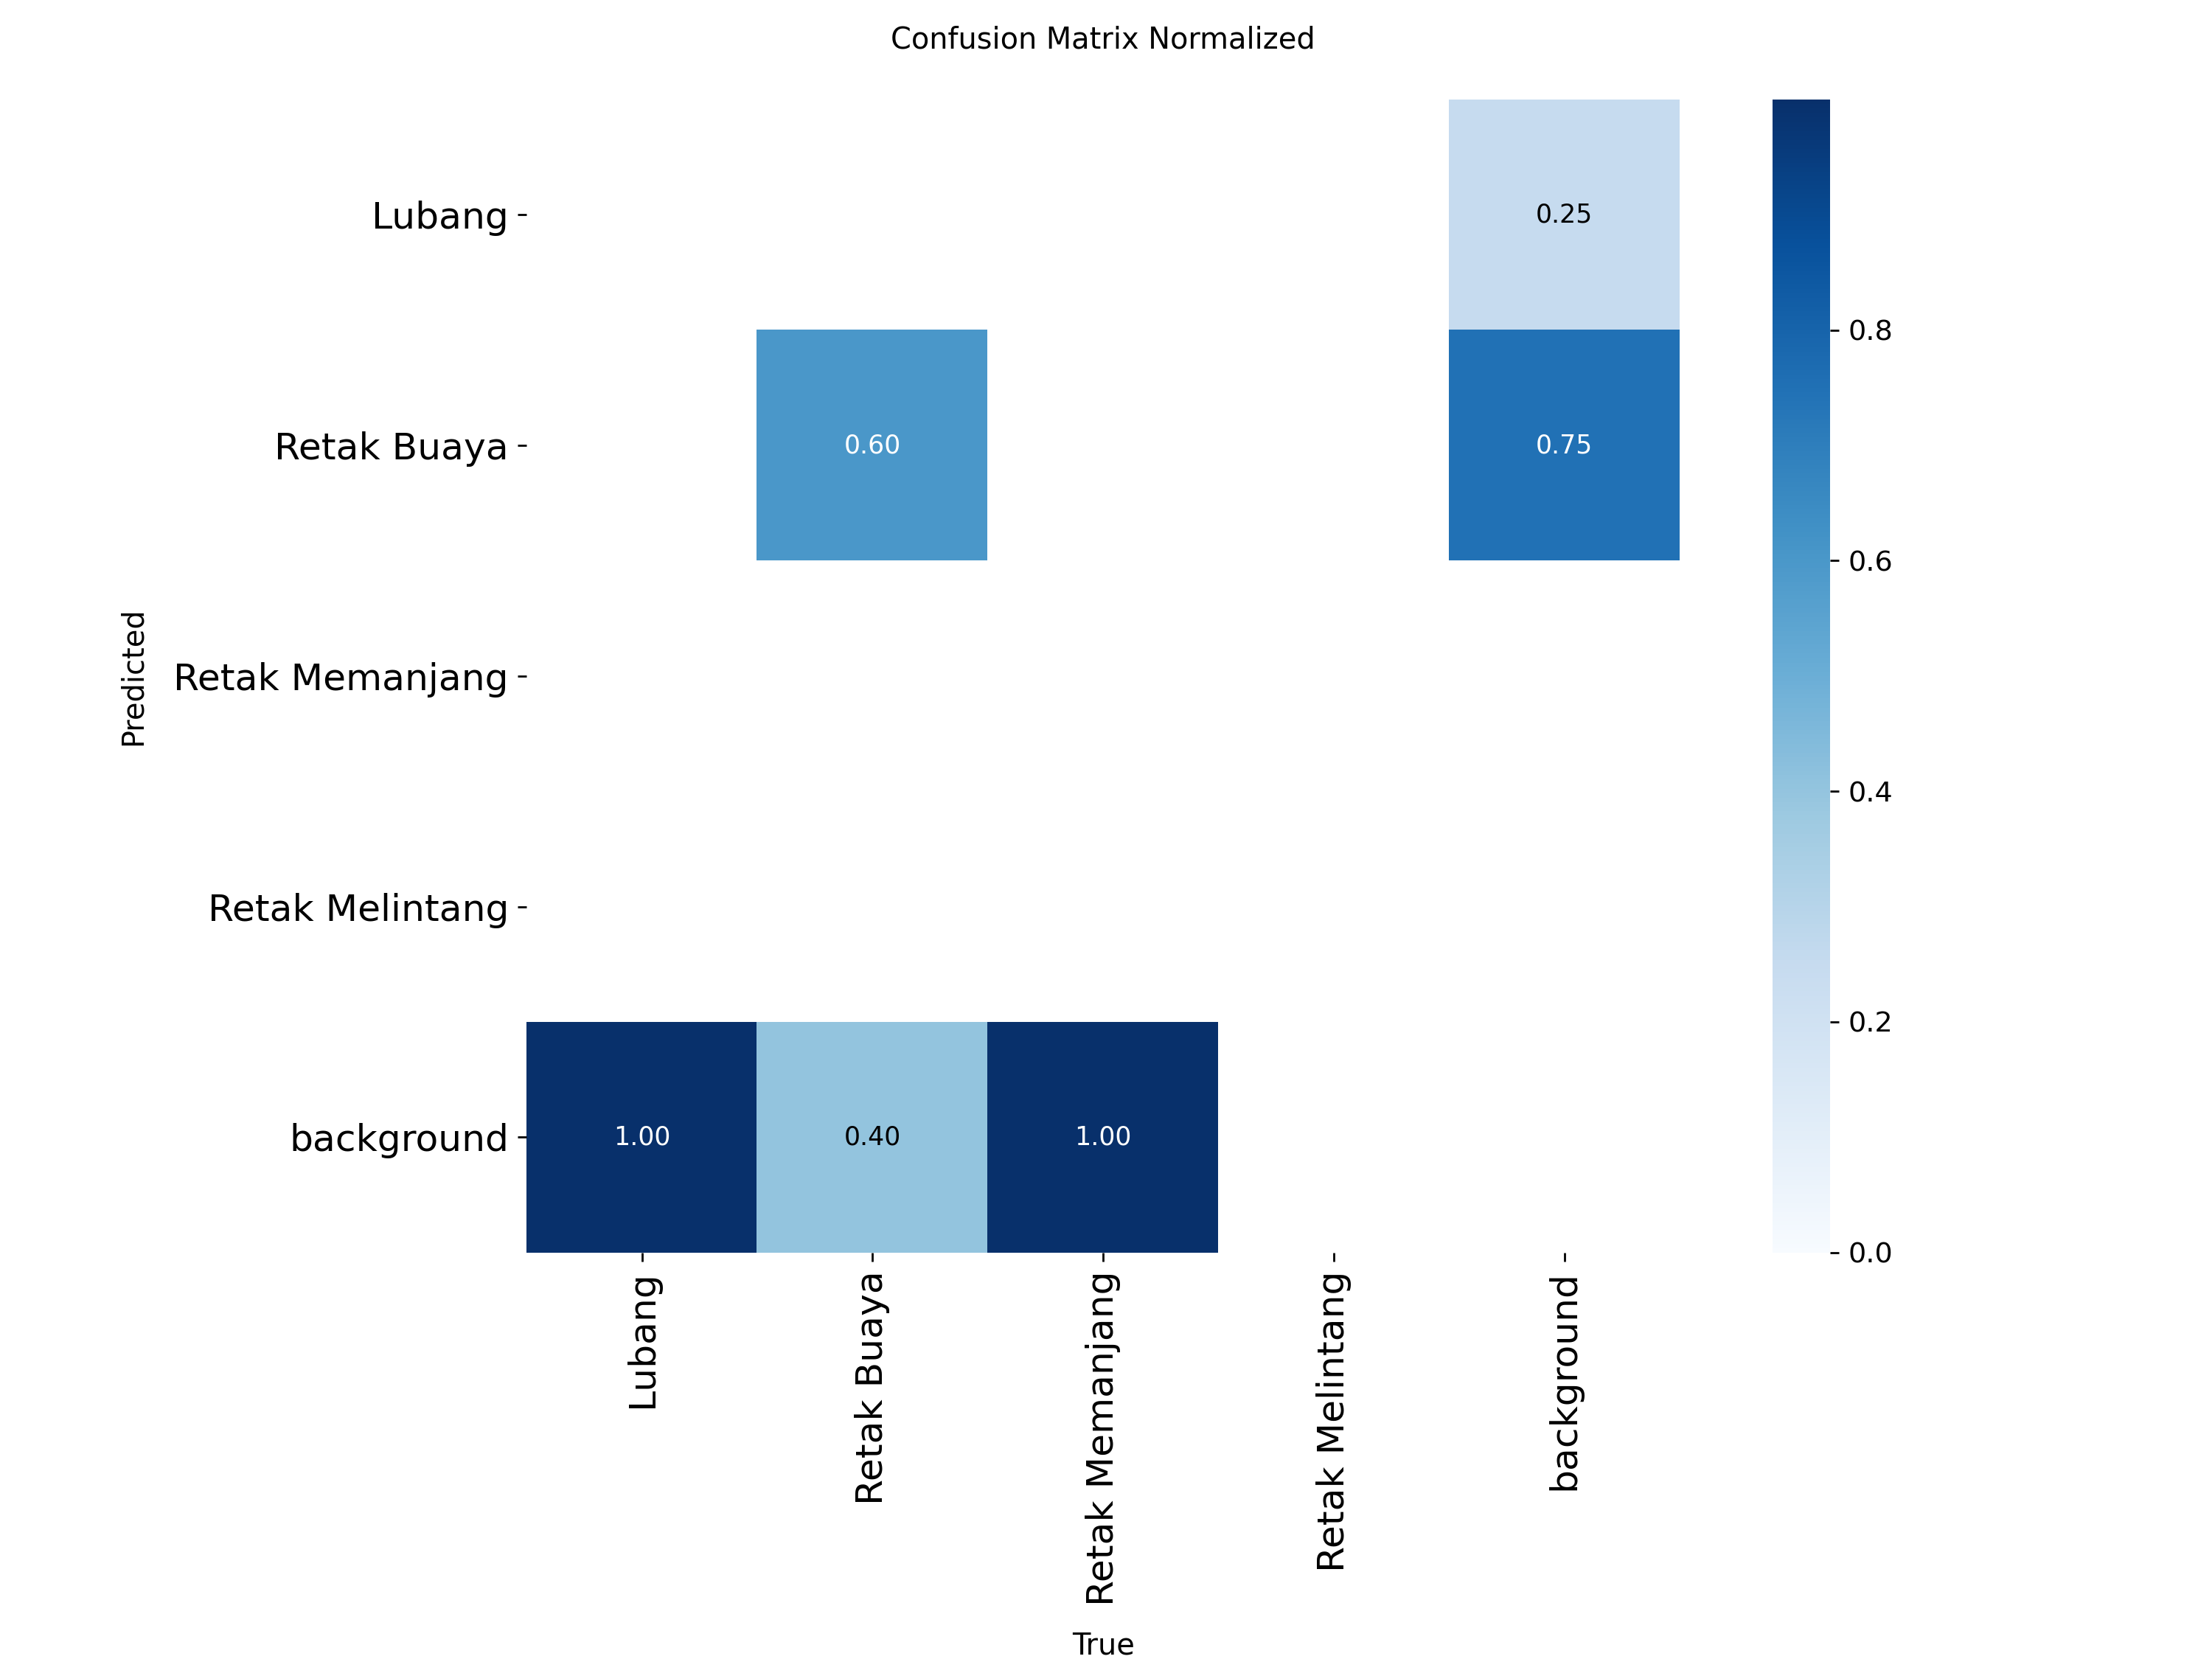 Confusion Matrix Normalized
Lubang
Retak Buaya
Retak Memanjang
Retak Melintang
background
Predicted
0.25
0.60
0.75
1.00
0.40
1.00
Lubang
Retak Buaya
Retak Memanjang
Retak Melintang
background
True
0.8
0.6
0.4
0.2
0.0